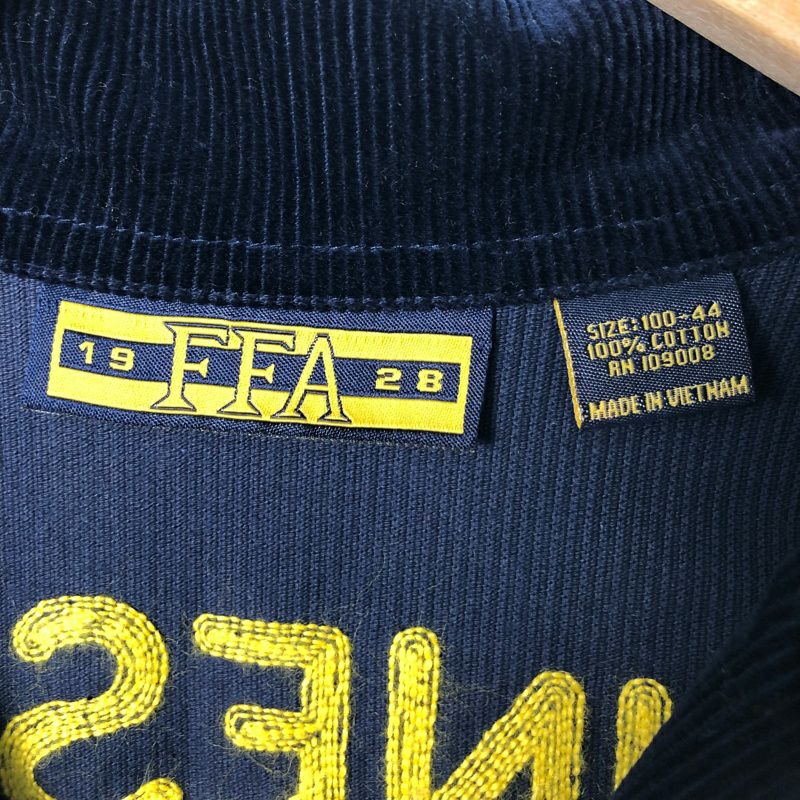 19 FFA 28
SIZE: 100-44
100% COTTON
RN 109008
MADE IN VIETNAM